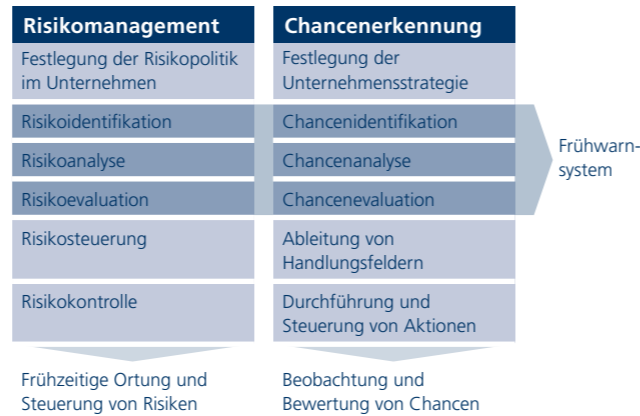 Risikomanagement
Festlegung der Risikopolitik
im Unternehmen
Risikoidentifikation
Risikoanalyse
Risikoevaluation
Risikosteuerung
Risikokontrolle
Frühzeitige Ortung und
Steuerung von Risiken
Chancenerkennung
Festlegung der
Unternehmensstrategie
Chancenidentifikation
Chancenanalyse
Chancenevaluation
Ableitung von
Handlungsfeldern
Durchführung und
Steuerung von Aktionen
Beobachtung und
Bewertung von Chancen
Frühwarn-
system